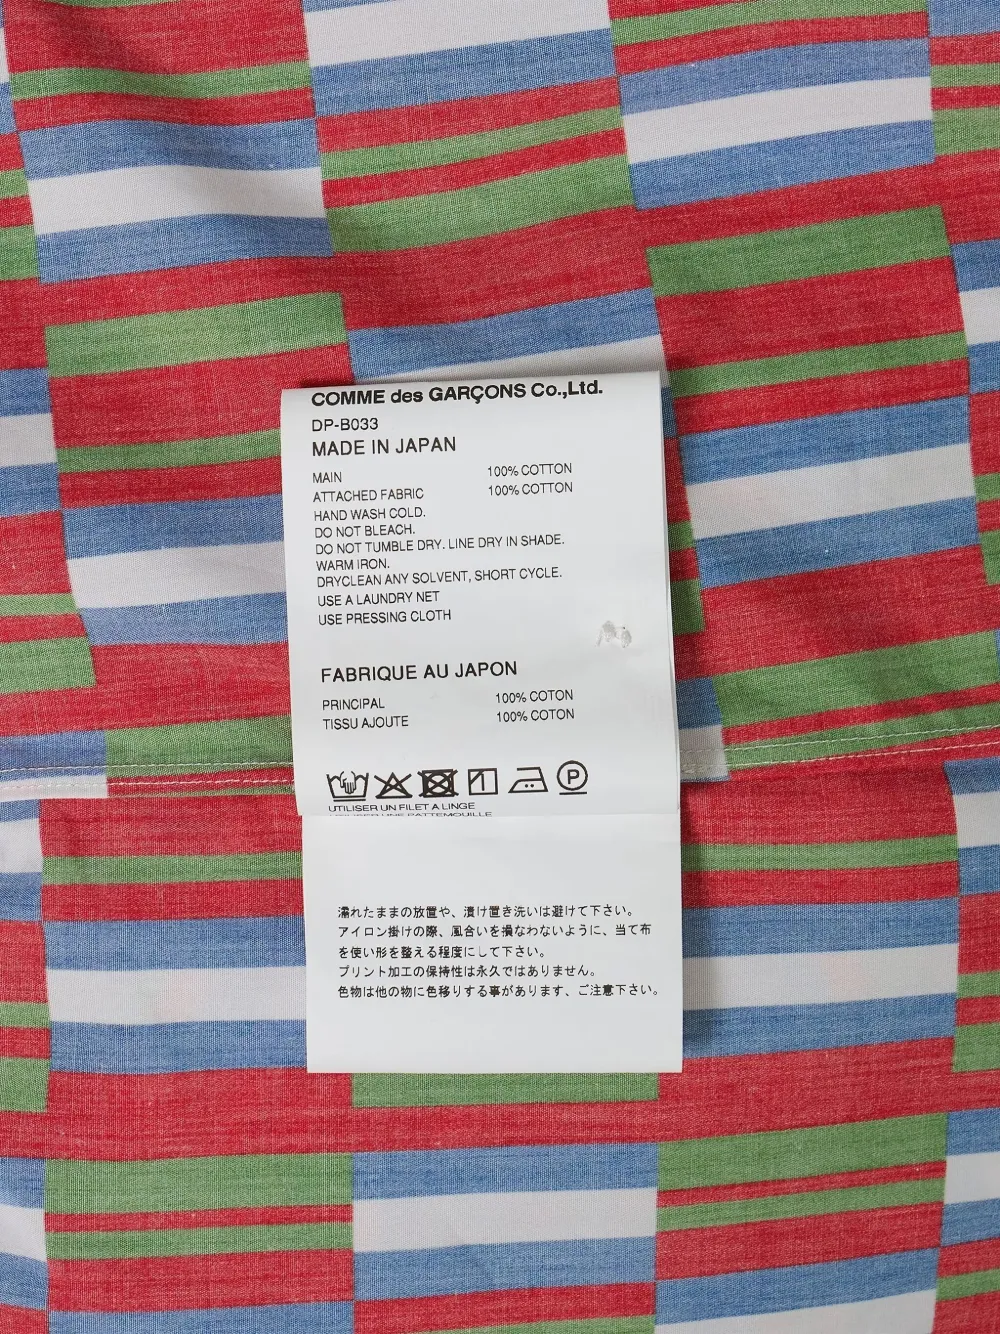 COMME des GARÇONS Co.,Ltd.
DP-B033
MADE IN JAPAN
MAIN 100% COTTON
ATTACHED FABRIC 100% COTTON
HAND WASH COLD.
DO NOT BLEACH.
DO NOT TUMBLE DRY. LINE DRY IN SHADE.
WARM IRON.
DRYCLEAN ANY SOLVENT, SHORT CYCLE.
USE A LAUNDRY NET
USE PRESSING CLOTH
FABRIQUE AU JAPON
PRINCIPAL 100% COTON
TISSU AJOUTE 100% COTON
P
UTILISER UN FILET A LINGE
UTILISER UNE PATTEMOUILLE
濡れたままの放置や、漬け置き洗いは避けて下さい。
アイロン掛けの際、風合いを損なわないように、当て布
を使い形を整える程度にして下さい。
プリント加工の保持性は永久ではありません。
色物は他の物に色移りする事があります、ご注意下さい。